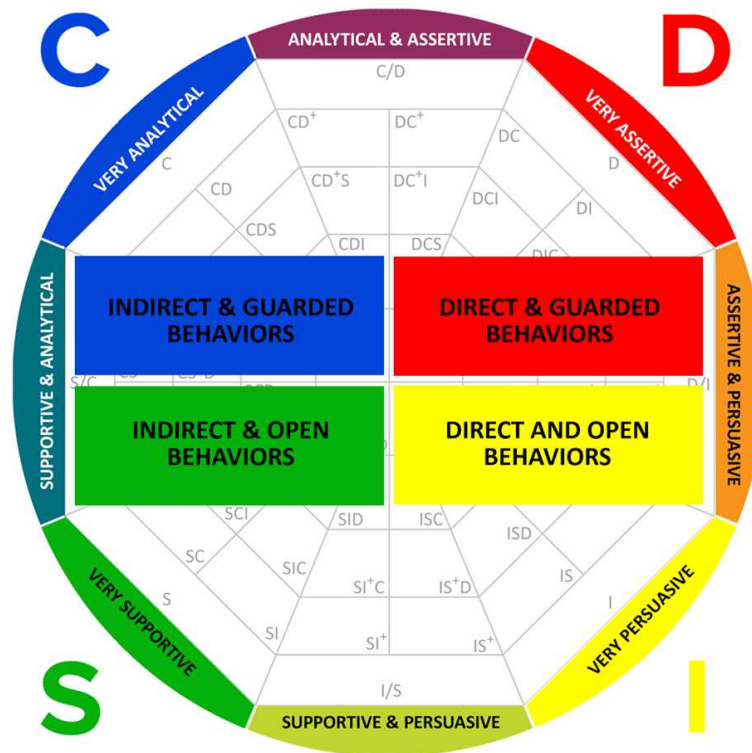 C
D
ANALYTICAL & ASSERTIVE
VERY ANALYTICAL
VERY ASSERTIVE
C/D
CD⁺
DC⁺
C
DC
D
CD⁺S
DC⁺I
CD
DCI
DI
CDS
CDI
DCS
DIC
INDIRECT & GUARDED
BEHAVIORS
DIRECT & GUARDED
BEHAVIORS
SUPPORTIVE & ANALYTICAL
ASSERTIVE & PERSUASIVE
S/C
D/I
INDIRECT & OPEN
BEHAVIORS
DIRECT AND OPEN
BEHAVIORS
SCI
SID
ISC
ISD
SC
SIC
IS
SI⁺C
IS⁺D
S
I
SI
SI⁺
IS⁺
VERY SUPPORTIVE
VERY PERSUASIVE
I/S
SUPPORTIVE & PERSUASIVE
S
I